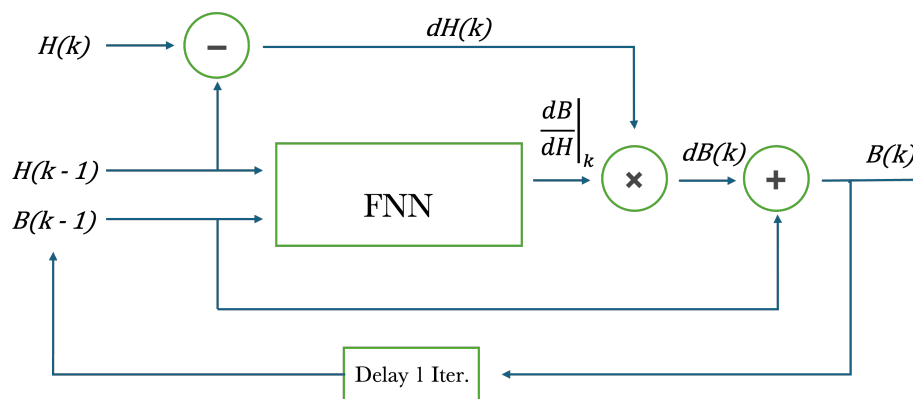 dH(k)
H(k)
−
dB
dH
k
H(k - 1)
FNN
×
dB(k)
+
B(k)
B(k - 1)
Delay 1 Iter.